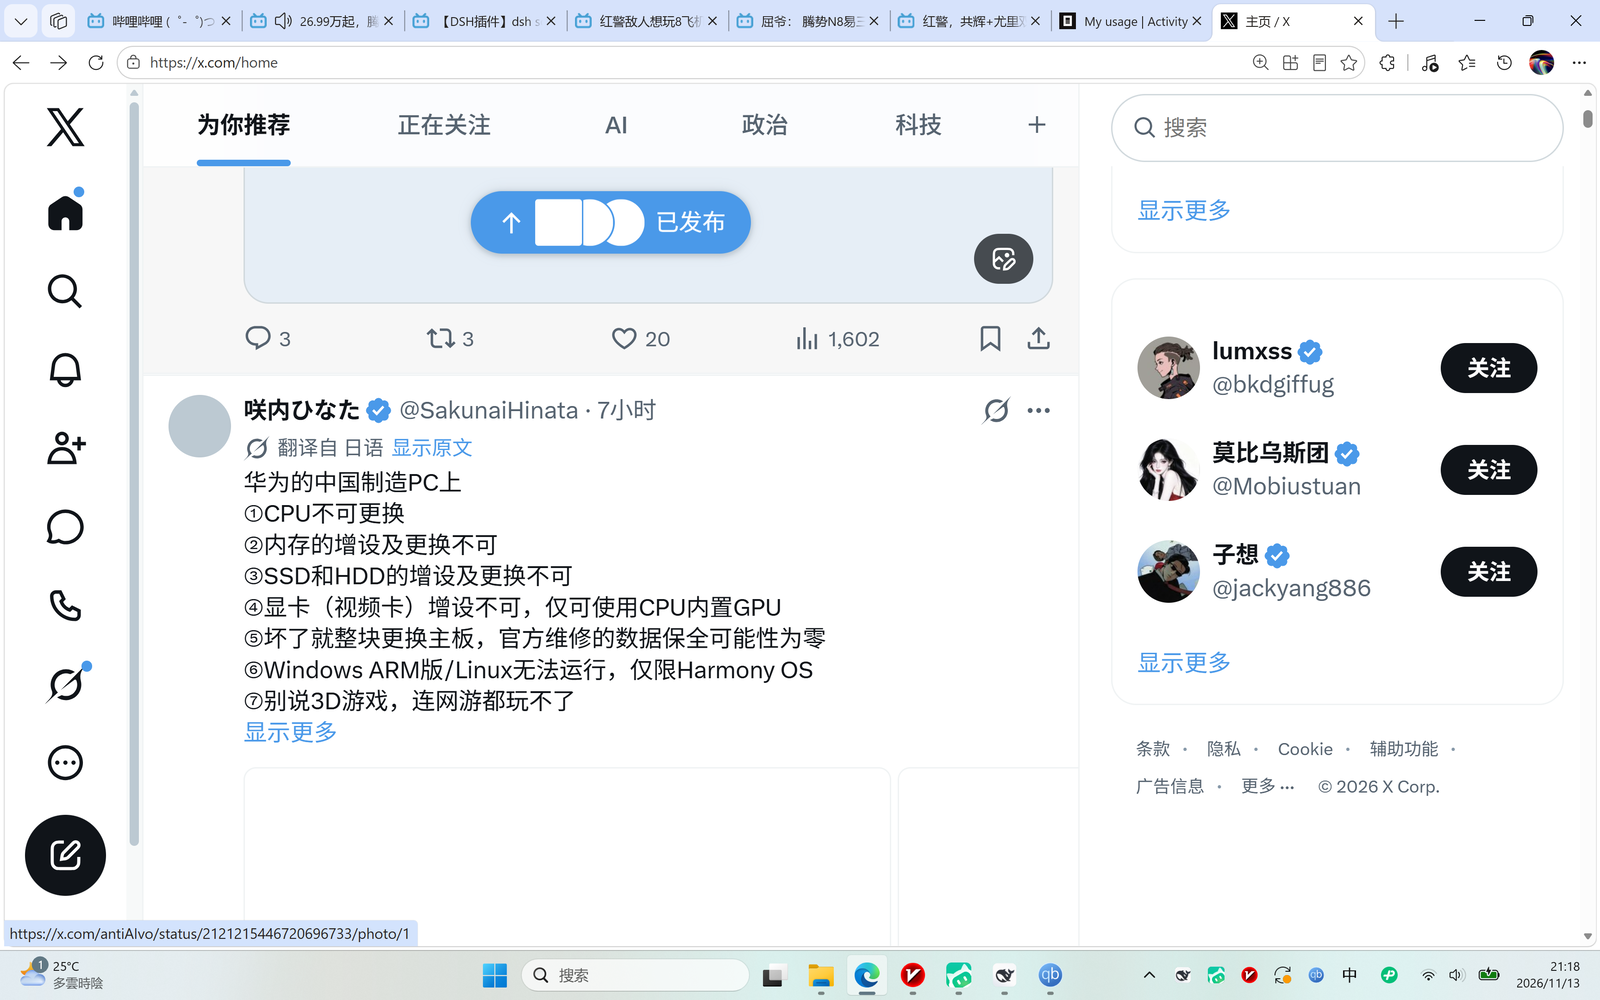 哔哩哔哩 ( ゜- ゜)つ
26.99万起，腾
【DSH插件】dsh s
红警敌人想玩8飞机
屈爷： 腾势N8易三
红警，共辉+尤里双
My usage | Activity
主页 / X
https://x.com/home
为你推荐
正在关注
AI
政治
科技
搜索
已发布
显示更多
3
3
20
1,602
lumxss
@bkdgiffug
关注
咲内ひなた @SakunaiHinata · 7小时
翻译自 日语 显示原文
华为的中国制造PC上
①CPU不可更换
②内存的增设及更换不可
③SSD和HDD的增设及更换不可
④显卡（视频卡）增设不可，仅可使用CPU内置GPU
⑤坏了就整块更换主板，官方维修的数据保全可能性为零
⑥Windows ARM版/Linux无法运行，仅限Harmony OS
⑦别说3D游戏，连网游都玩不了
显示更多
莫比乌斯团
@Mobiustuan
关注
子想
@jackyang886
关注
显示更多
条款 · 隐私 · Cookie · 辅助功能 ·
广告信息 · 更多 ··· © 2026 X Corp.
https://x.com/antiAlvo/status/2121215446720696733/photo/1
1
25°C
多雲時陰
搜索
中
21:18
2026/11/13